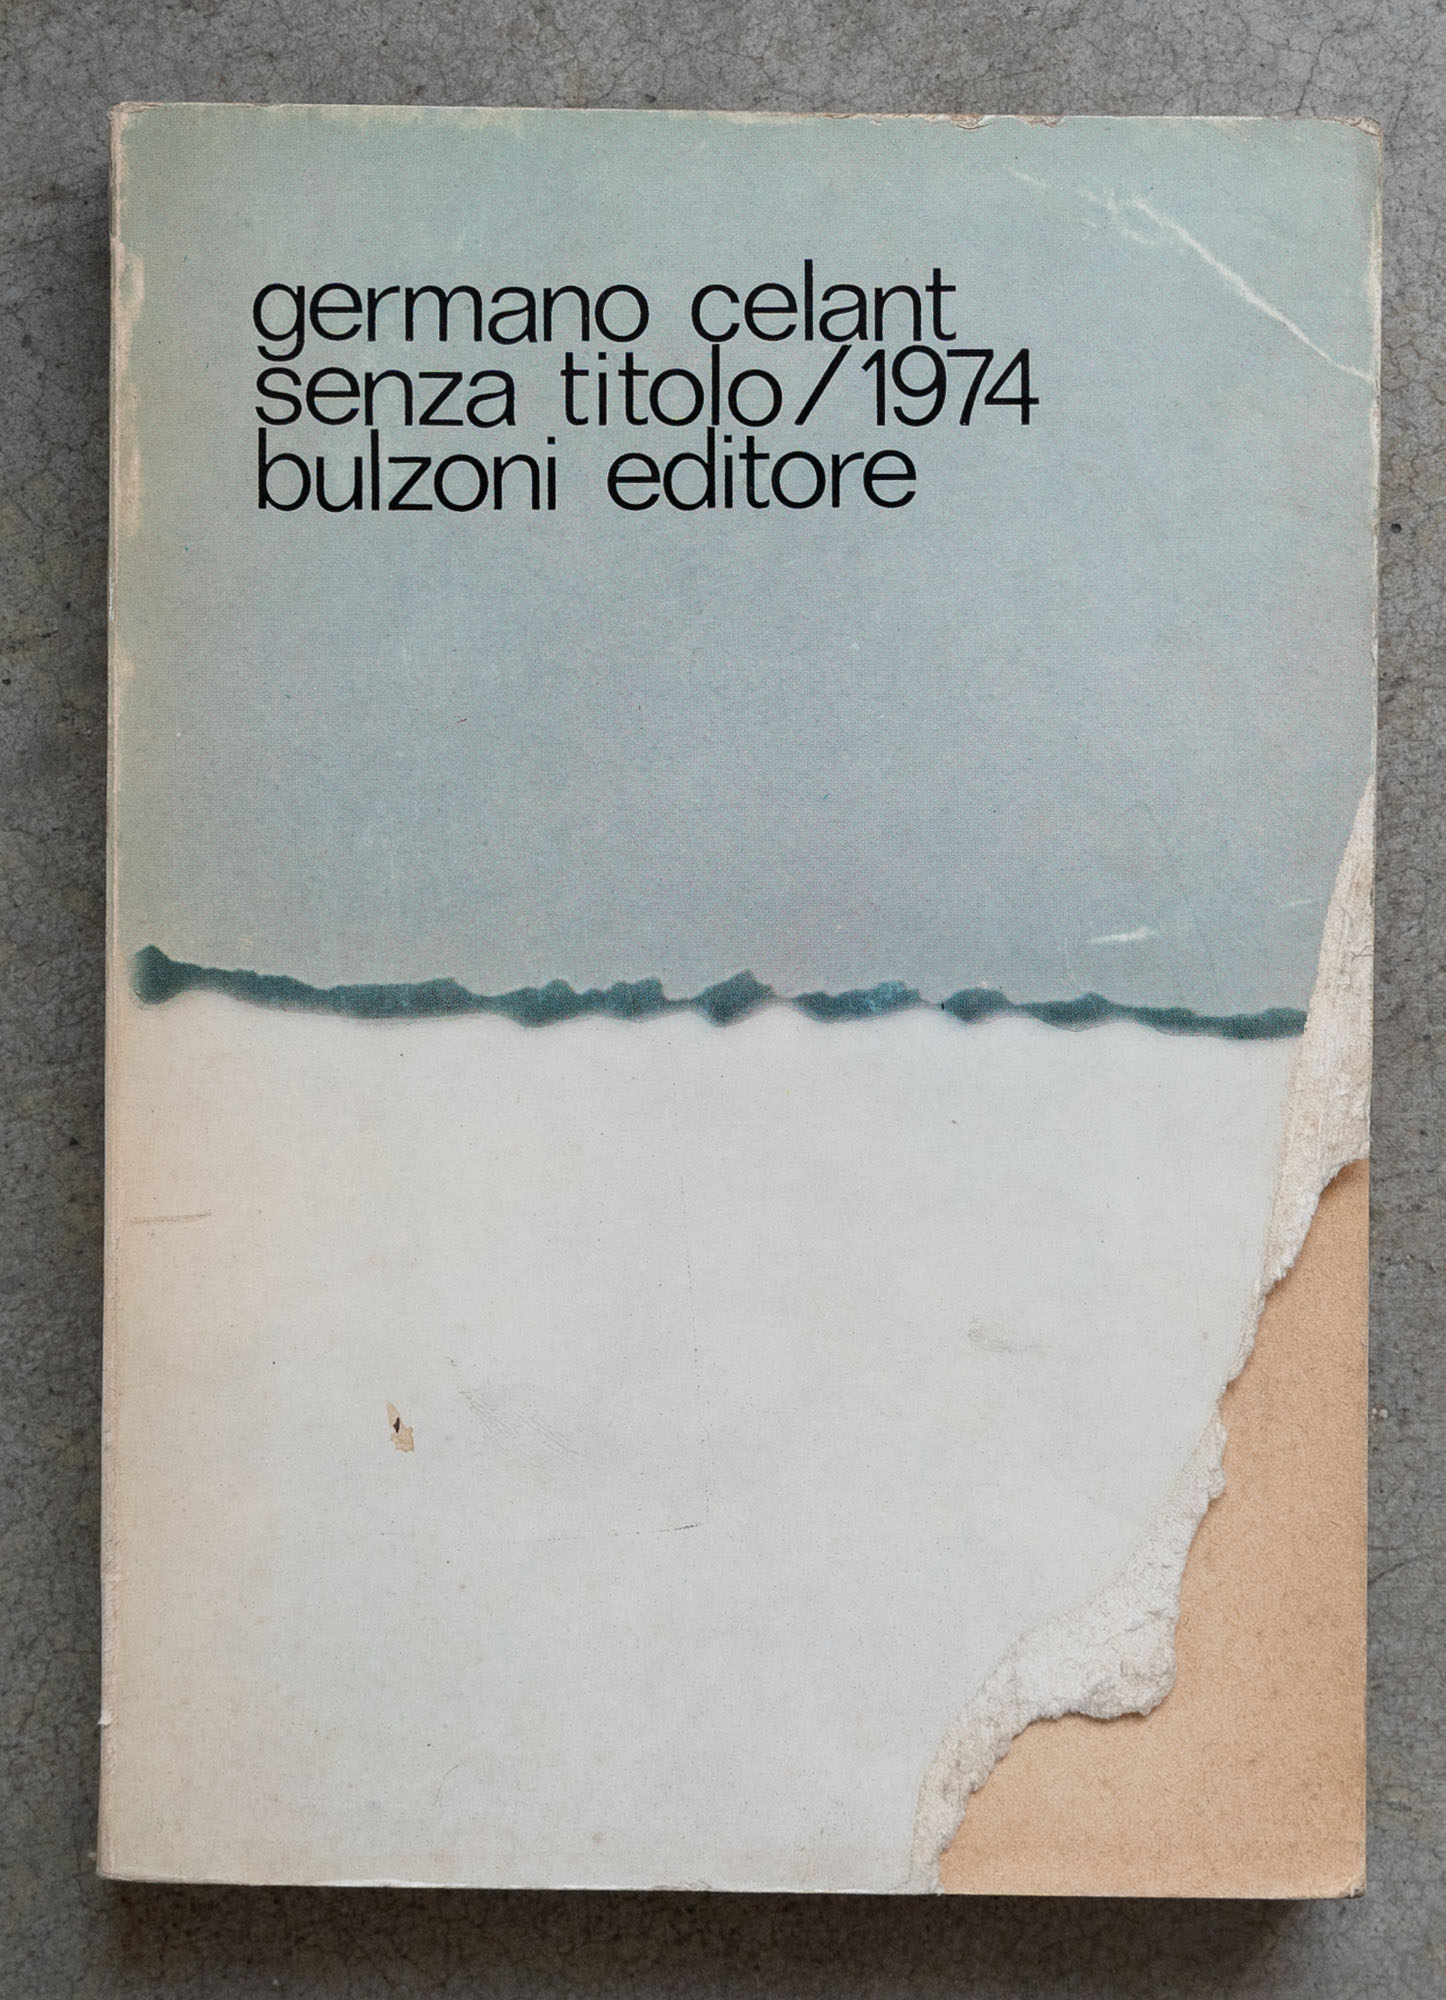 germano celant
senza titolo/1974
bulzoni editore